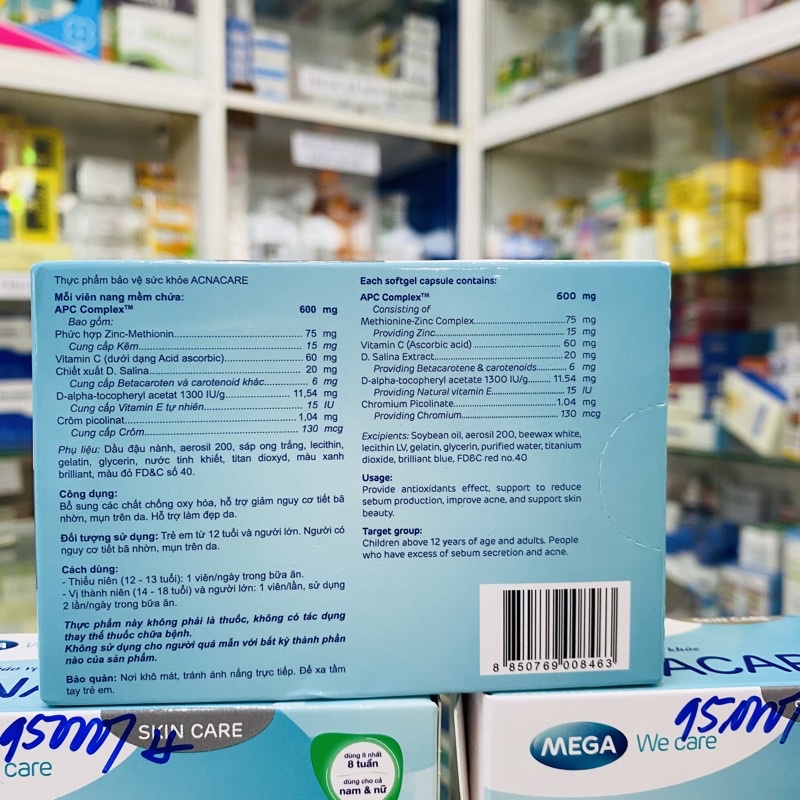 Thực phẩm bảo vệ sức khỏe ACNACARE
Mỗi viên nang mềm chứa:
APC Complex™ 600 mg
Bao gồm:
Phức hợp Zinc-Methionin 75 mg
Cung cấp Kẽm 15 mg
Vitamin C (dưới dạng Acid ascorbic) 60 mg
Chiết xuất D. Salina 20 mg
Cung cấp Betacaroten và carotenoid khác 6 mg
D-alpha-tocopheryl acetat 1300 IU/g 11,54 mg
Cung cấp Vitamin E tự nhiên 15 IU
Crôm picolinat 1,04 mg
Cung cấp Crôm 130 mcg
Phụ liệu: Dầu đậu nành, aerosil 200, sáp ong trắng, lecithin,
gelatin, glycerin, nước tinh khiết, titan dioxyd, màu xanh
brilliant, màu đỏ FD&C số 40.
Công dụng:
Bổ sung các chất chống oxy hóa, hỗ trợ giảm nguy cơ tiết bã
nhờn, mụn trên da. Hỗ trợ làm đẹp da.
Đối tượng sử dụng: Trẻ em từ 12 tuổi và người lớn. Người có
nguy cơ tiết bã nhờn, mụn trên da.
Cách dùng:
- Thiếu niên (12 - 13 tuổi): 1 viên/ngày trong bữa ăn.
- Vị thành niên (14 - 18 tuổi) và người lớn: 1 viên/lần, sử dụng
2 lần/ngày trong bữa ăn.
Thực phẩm này không phải là thuốc, không có tác dụng
thay thế thuốc chữa bệnh.
Không sử dụng cho người quá mẫn với bất kỳ thành phần
nào của sản phẩm.
Bảo quản: Nơi khô mát, tránh ánh nắng trực tiếp. Để xa tầm
tay trẻ em.
Each softgel capsule contains:
APC Complex™ 600 mg
Consisting of
Methionine-Zinc Complex 75 mg
Providing Zinc 15 mg
Vitamin C (Ascorbic acid) 60 mg
D. Salina Extract 20 mg
Providing Betacarotene & carotenoids 6 mg
D-alpha-tocopheryl acetate 1300 IU/g 11.54 mg
Providing Natural vitamin E 15 IU
Chromium Picolinate 1.04 mg
Providing Chromium 130 mcg
Excipients: Soybean oil, aerosil 200, beewax white,
lecithin LV, gelatin, glycerin, purified water, titanium
dioxide, brilliant blue, FD&C red no.40
Usage:
Provide antioxidants effect, support to reduce
sebum production, improve acne, and support skin
beauty.
Target group:
Children above 12 years of age and adults. People
who have excess of sebum secretion and acne.
8 850769 008463
SKIN CARE
care
dùng ít nhất
8 tuần
dùng cho cả
nam & nữ
SKIN CARE
khỏe
ACAR
MEGA We care